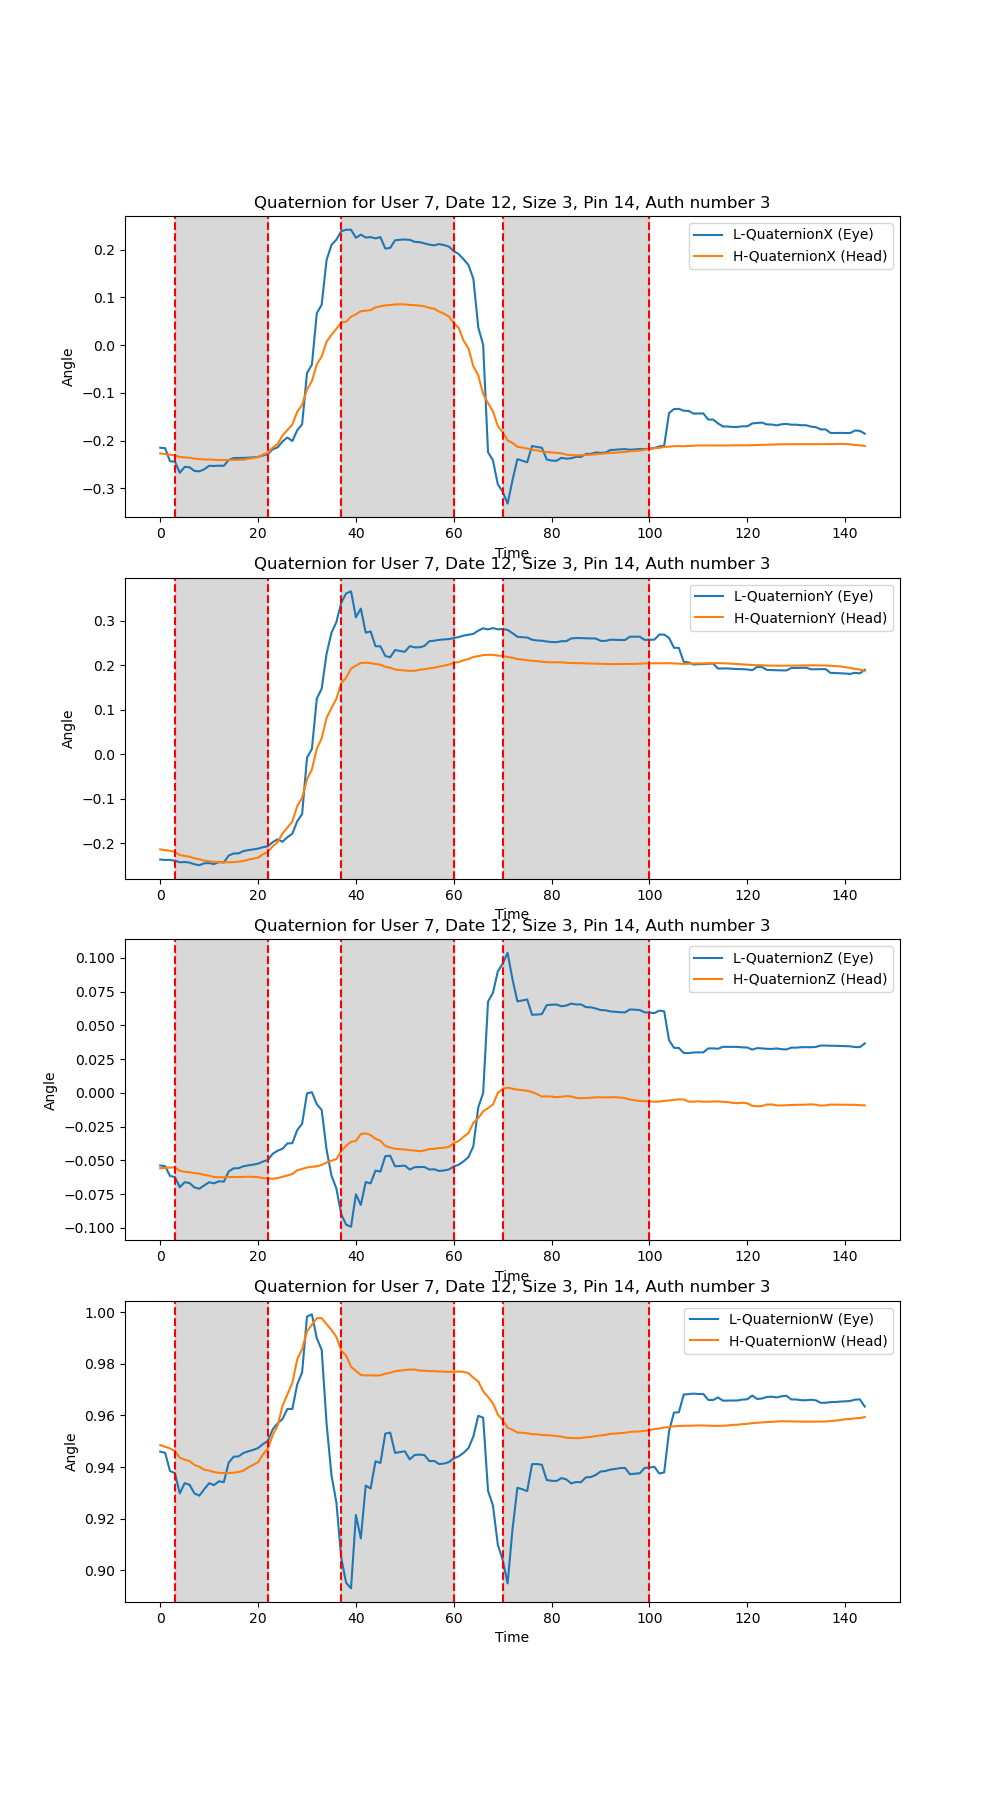 Quaternion for User 7, Date 12, Size 3, Pin 14, Auth number 3
L-QuaternionX (Eye)
H-QuaternionX (Head)
0.2
0.1
0.0
−0.1
−0.2
−0.3
Angle
0 20 40 60 80 100 120 140
Time
Quaternion for User 7, Date 12, Size 3, Pin 14, Auth number 3
L-QuaternionY (Eye)
H-QuaternionY (Head)
0.3
0.2
0.1
0.0
−0.1
−0.2
Angle
0 20 40 60 80 100 120 140
Time
Quaternion for User 7, Date 12, Size 3, Pin 14, Auth number 3
L-QuaternionZ (Eye)
H-QuaternionZ (Head)
0.100
0.075
0.050
0.025
0.000
−0.025
−0.050
−0.075
−0.100
Angle
0 20 40 60 80 100 120 140
Time
Quaternion for User 7, Date 12, Size 3, Pin 14, Auth number 3
L-QuaternionW (Eye)
H-QuaternionW (Head)
1.00
0.98
0.96
0.94
0.92
0.90
Angle
0 20 40 60 80 100 120 140
Time